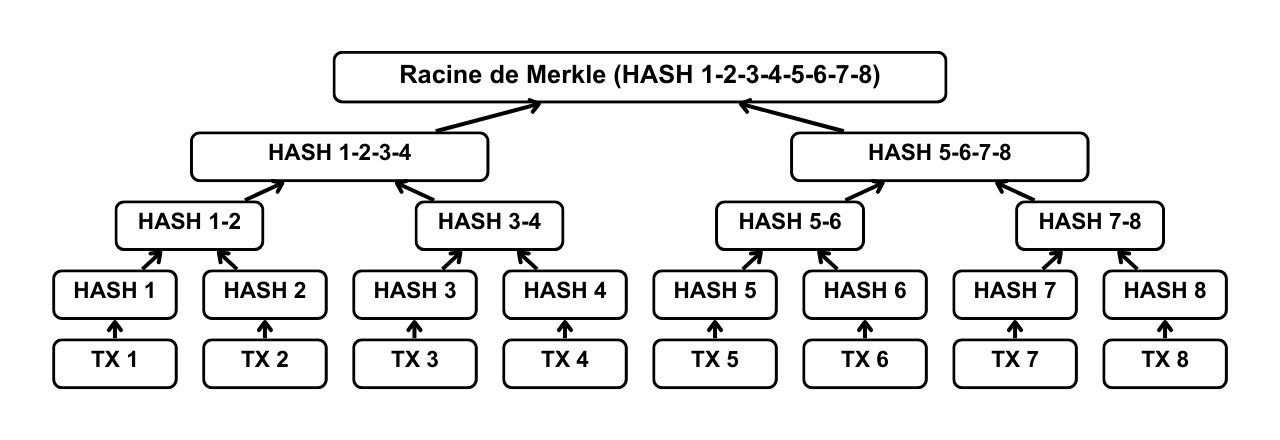 Racine de Merkle (HASH 1-2-3-4-5-6-7-8)
HASH 1-2-3-4
HASH 5-6-7-8
HASH 1-2
HASH 3-4
HASH 5-6
HASH 7-8
HASH 1
HASH 2
HASH 3
HASH 4
HASH 5
HASH 6
HASH 7
HASH 8
TX 1
TX 2
TX 3
TX 4
TX 5
TX 6
TX 7
TX 8